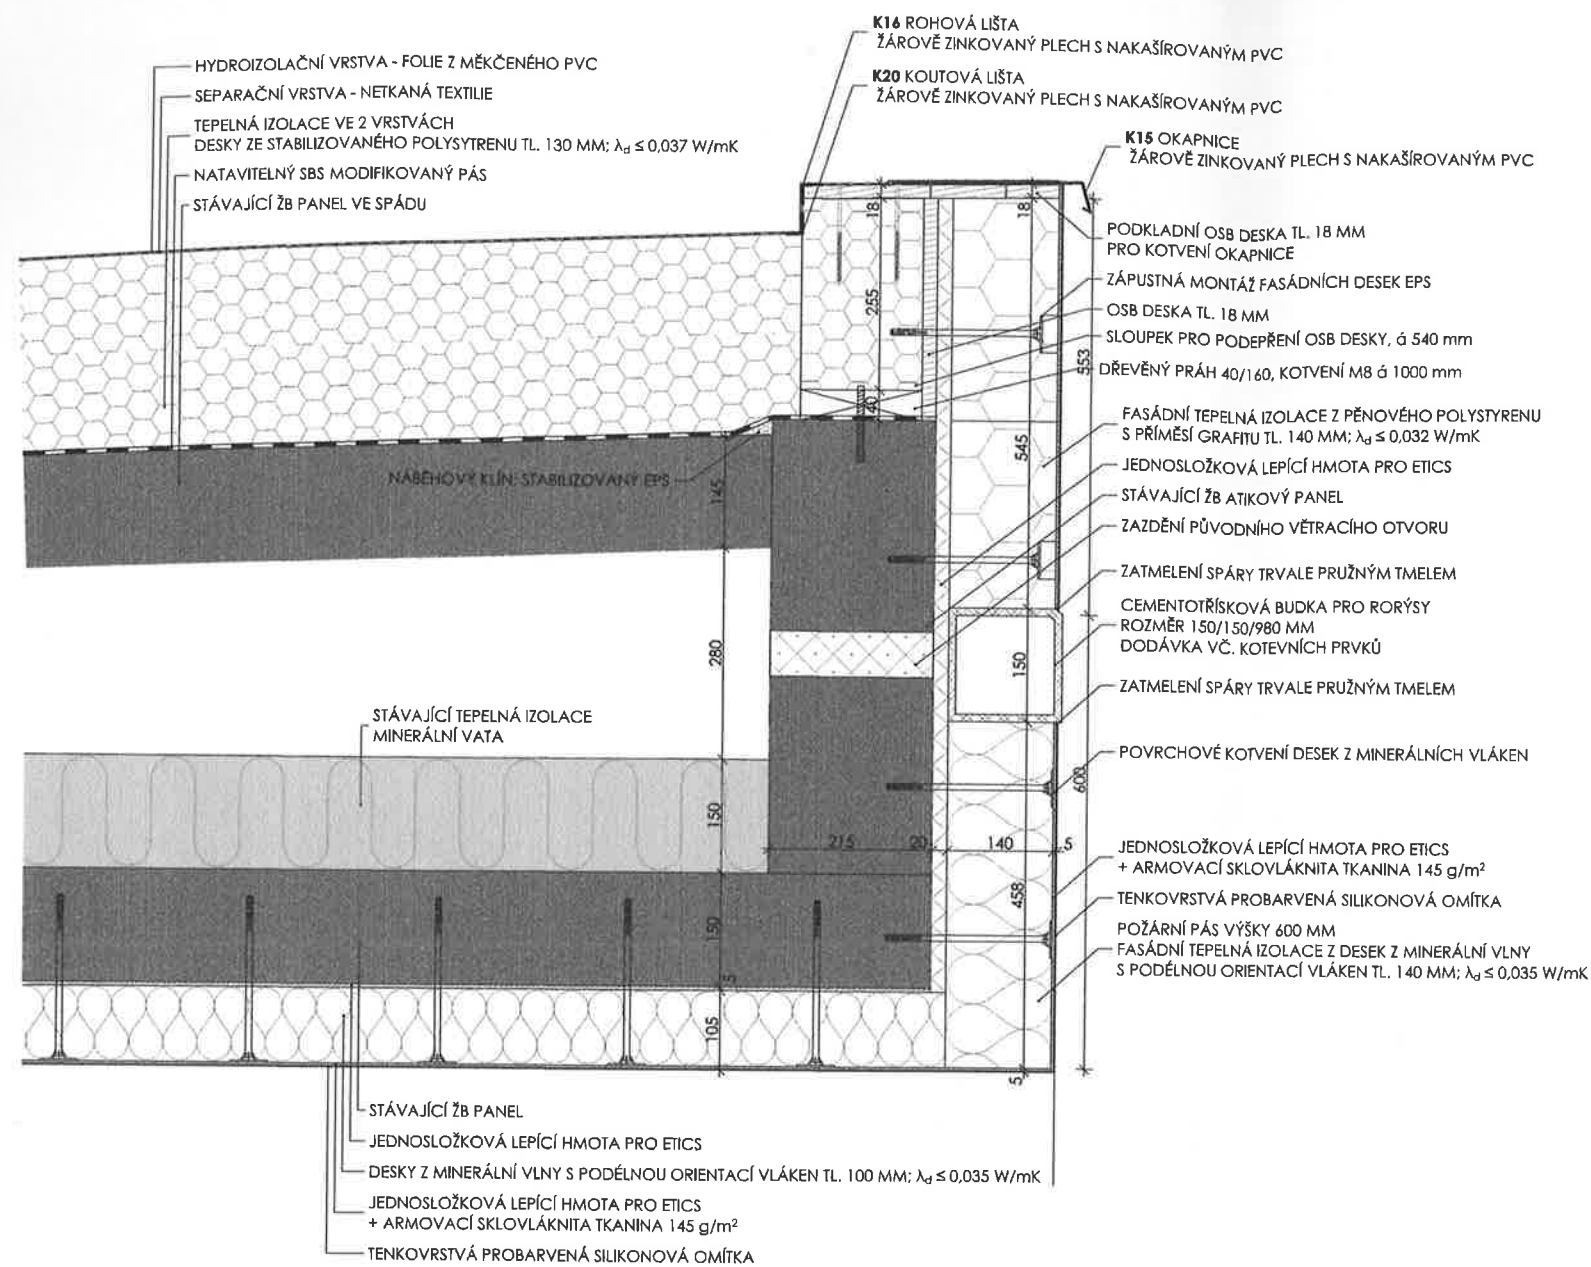 K16 ROHOVÁ LIŠTA
ŽÁROVĚ ZINKOVANÝ PLECH S NAKAŠÍROVANÝM PVC
K20 KOUTOVÁ LIŠTA
ŽÁROVĚ ZINKOVANÝ PLECH S NAKAŠÍROVANÝM PVC
K15 OKAPNICE
ŽÁROVĚ ZINKOVANÝ PLECH S NAKAŠÍROVANÝM PVC
HYDROIZOLAČNÍ VRSTVA - FOLIE Z MĚKČENÉHO PVC
SEPARAČNÍ VRSTVA - NETKANÁ TEXTILIE
TEPELNÁ IZOLACE VE 2 VRSTVÁCH
DESKY ZE STABILIZOVANÉHO POLYSYTRENU TL. 130 MM; λd ≤ 0,037 W/mK
NATAVITELNÝ SBS MODIFIKOVANÝ PÁS
STÁVAJÍCÍ ŽB PANEL VE SPÁDU
18
18
255
40
553
545
PODKLADNÍ OSB DESKA TL. 18 MM
PRO KOTVENÍ OKAPNICE
ZÁPUSTNÁ MONTÁŽ FASÁDNÍCH DESEK EPS
OSB DESKA TL. 18 MM
SLOUPEK PRO PODEPŘENÍ OSB DESKY, á 540 mm
DŘEVĚNÝ PRÁH 40/160, KOTVENÍ M8 á 1000 mm
FASÁDNÍ TEPELNÁ IZOLACE Z PĚNOVÉHO POLYSTYRENU
S PŘÍMĚSÍ GRAFITU TL. 140 MM; λd ≤ 0,032 W/mK
JEDNOSLOŽKOVÁ LEPÍCÍ HMOTA PRO ETICS
STÁVAJÍCÍ ŽB ATIKOVÝ PANEL
ZAZDĚNÍ PŮVODNÍHO VĚTRACÍHO OTVORU
ZATMELENÍ SPÁRY TRVALE PRUŽNÝM TMELEM
CEMENTOTŘÍSKOVÁ BUDKA PRO RORÝSY
ROZMĚR 150/150/980 MM
DODÁVKA VČ. KOTEVNÍCH PRVKŮ
ZATMELENÍ SPÁRY TRVALE PRUŽNÝM TMELEM
POVRCHOVÉ KOTVENÍ DESEK Z MINERÁLNÍCH VLÁKEN
JEDNOSLOŽKOVÁ LEPÍCÍ HMOTA PRO ETICS
+ ARMOVACÍ SKLOVLÁKNITA TKANINA 145 g/m²
TENKOVRSTVÁ PROBARVENÁ SILIKONOVÁ OMÍTKA
POŽÁRNÍ PÁS VÝŠKY 600 MM
FASÁDNÍ TEPELNÁ IZOLACE Z DESEK Z MINERÁLNÍ VLNY
S PODÉLNOU ORIENTACÍ VLÁKEN TL. 140 MM; λd ≤ 0,035 W/mK
NÁBĚHOVÝ KLÍN: STABILIZOVANÝ EPS
145
280
150
600
STÁVAJÍCÍ TEPELNÁ IZOLACE
MINERÁLNÍ VATA
150
215
20
140
5
458
150
5
105
5
STÁVAJÍCÍ ŽB PANEL
JEDNOSLOŽKOVÁ LEPÍCÍ HMOTA PRO ETICS
DESKY Z MINERÁLNÍ VLNY S PODÉLNOU ORIENTACÍ VLÁKEN TL. 100 MM; λd ≤ 0,035 W/mK
JEDNOSLOŽKOVÁ LEPÍCÍ HMOTA PRO ETICS
+ ARMOVACÍ SKLOVLÁKNITA TKANINA 145 g/m²
TENKOVRSTVÁ PROBARVENÁ SILIKONOVÁ OMÍTKA